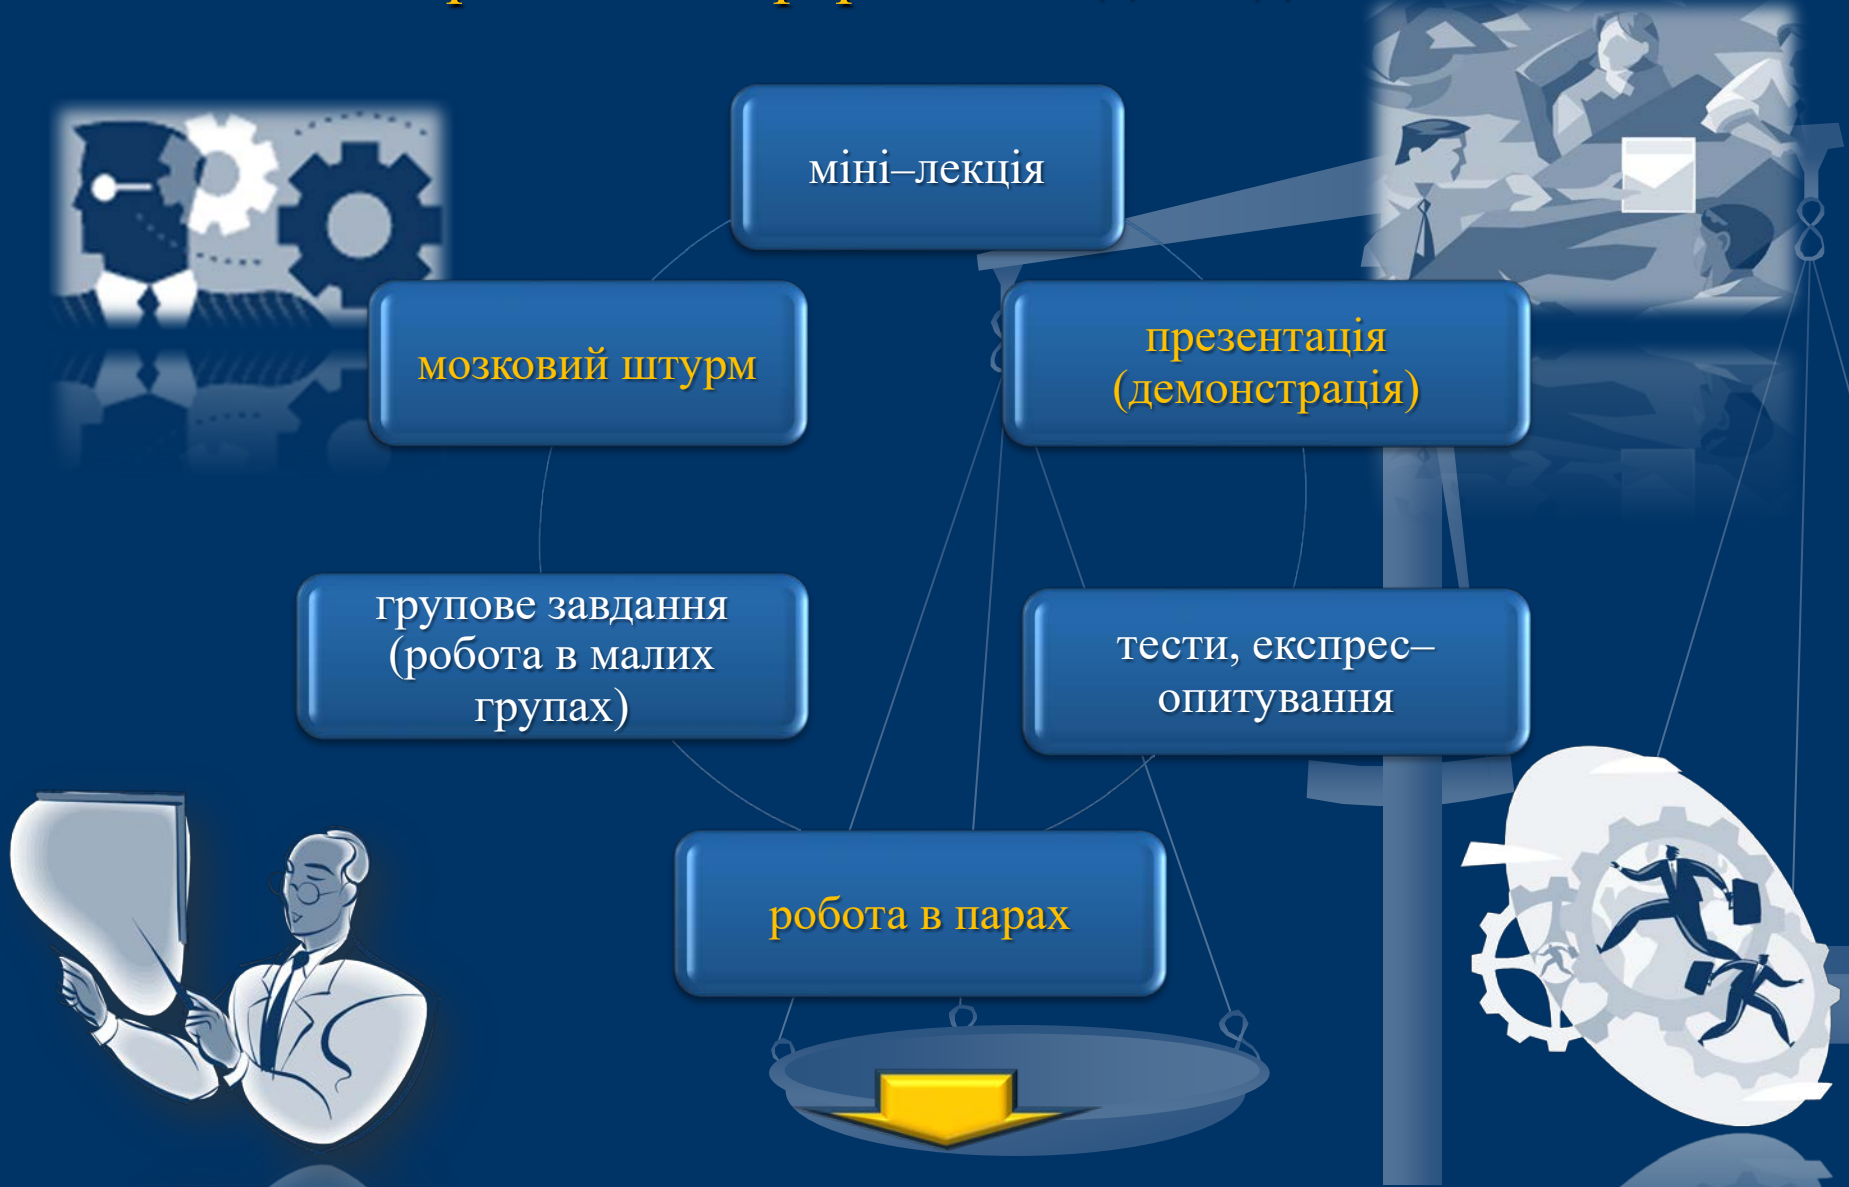 міні–лекція
мозковий штурм
презентація
(демонстрація)
групове завдання
(робота в малих
групах)
тести, експрес–
опитування
робота в парах